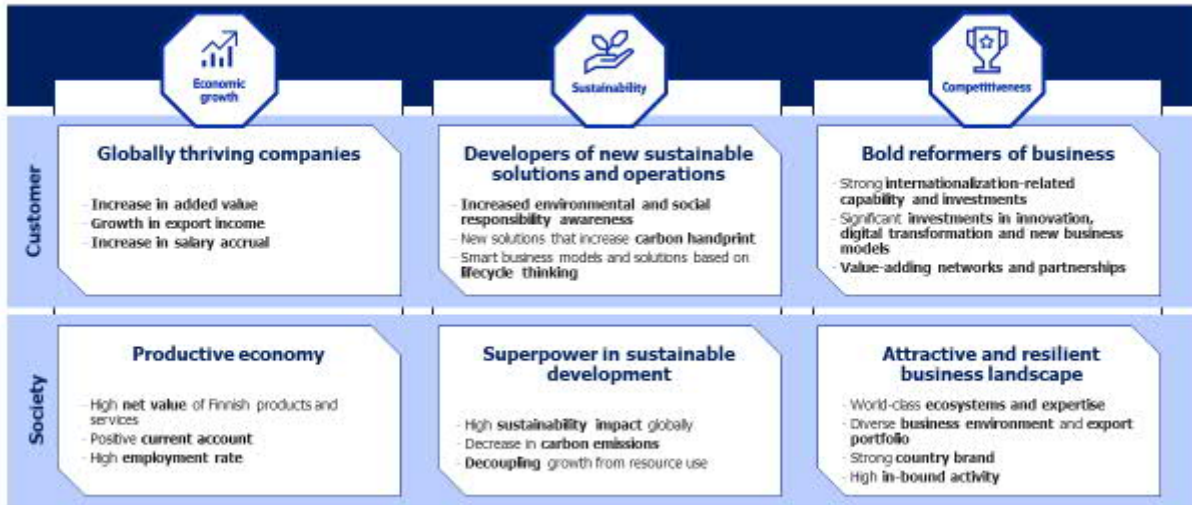 Economic
growth
Sustainability
Competitiveness
Customer
Globally thriving companies
- Increase in added value
- Growth in export income
- Increase in salary accrual
Developers of new sustainable
solutions and operations
- Increased environmental and social
responsibility awareness
- New solutions that increase carbon handprint
- Smart business models and solutions based on
lifecycle thinking
Bold reformers of business
- Strong internationalization-related
capability and investments
- Significant investments in innovation,
digital transformation and new business
models
- Value-adding networks and partnerships
Society
Productive economy
- High net value of Finnish products and
services
- Positive current account
- High employment rate
Superpower in sustainable
development
- High sustainability impact globally
- Decrease in carbon emissions
- Decoupling growth from resource use
Attractive and resilient
business landscape
- World-class ecosystems and expertise
- Diverse business environment and export
portfolio
- Strong country brand
- High in-bound activity